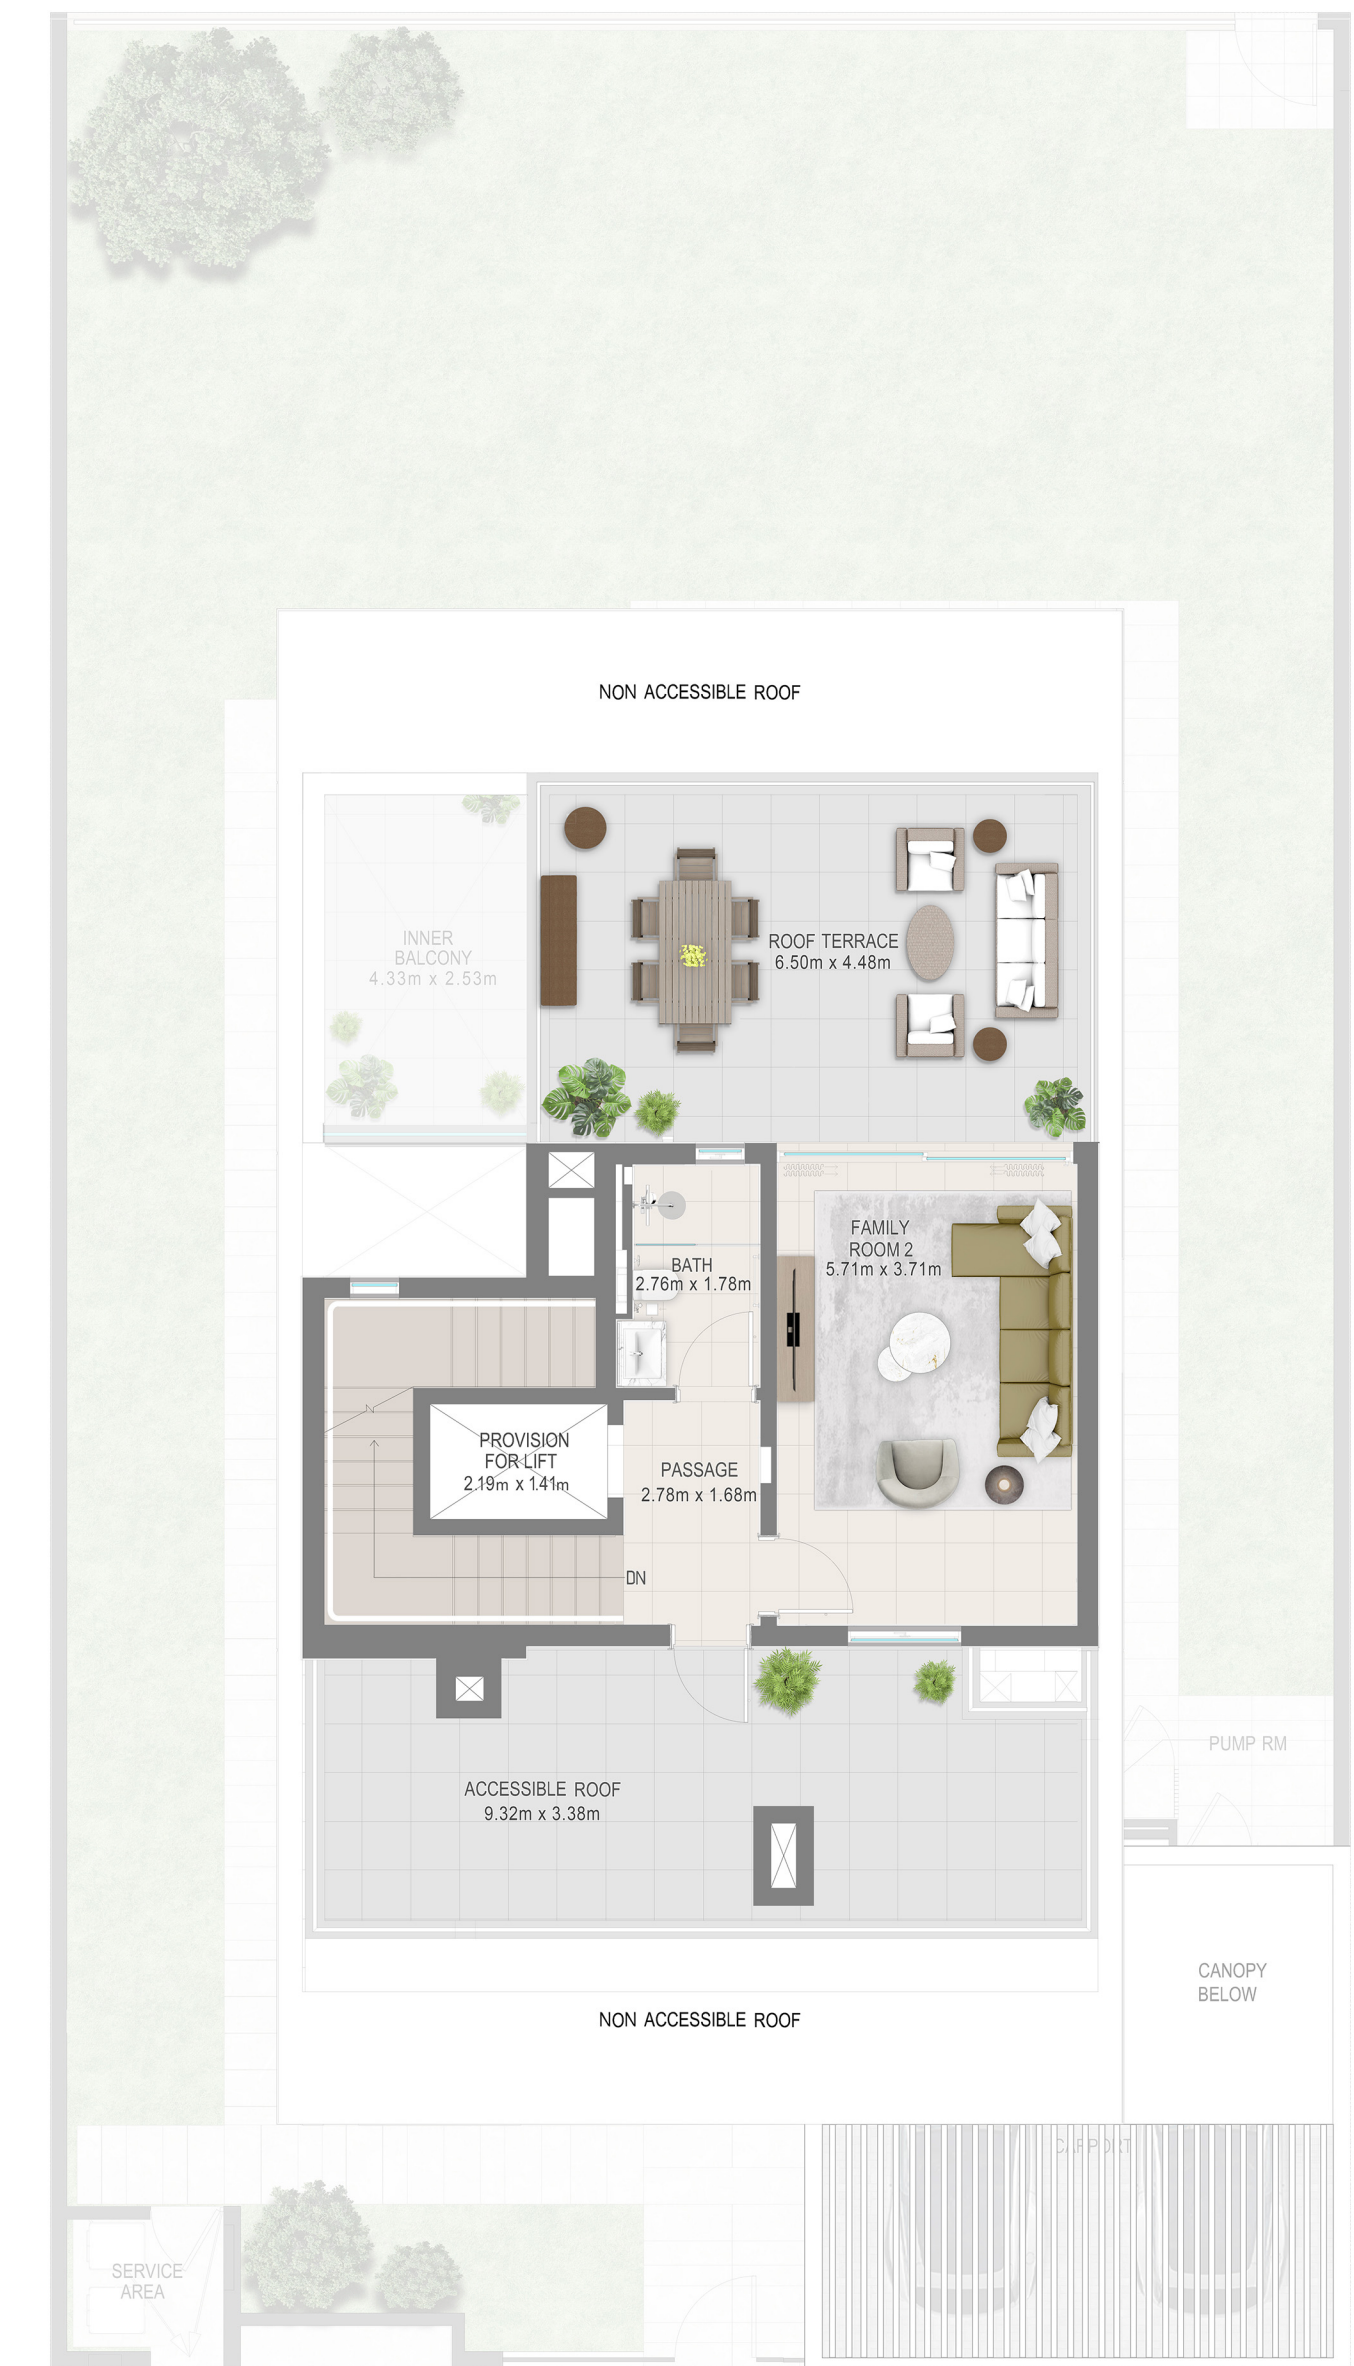 NON ACCESSIBLE ROOF
INNER
BALCONY
4.33m x 2.53m
ROOF TERRACE
6.50m x 4.48m
FAMILY
ROOM 2
5.71m x 3.71m
BATH
2.76m x 1.78m
PROVISION
FOR LIFT
2.19m x 1.41m
PASSAGE
2.78m x 1.68m
DN
PUMP RM
ACCESSIBLE ROOF
9.32m x 3.38m
CANOPY
BELOW
NON ACCESSIBLE ROOF
CARPORT
SERVICE
AREA